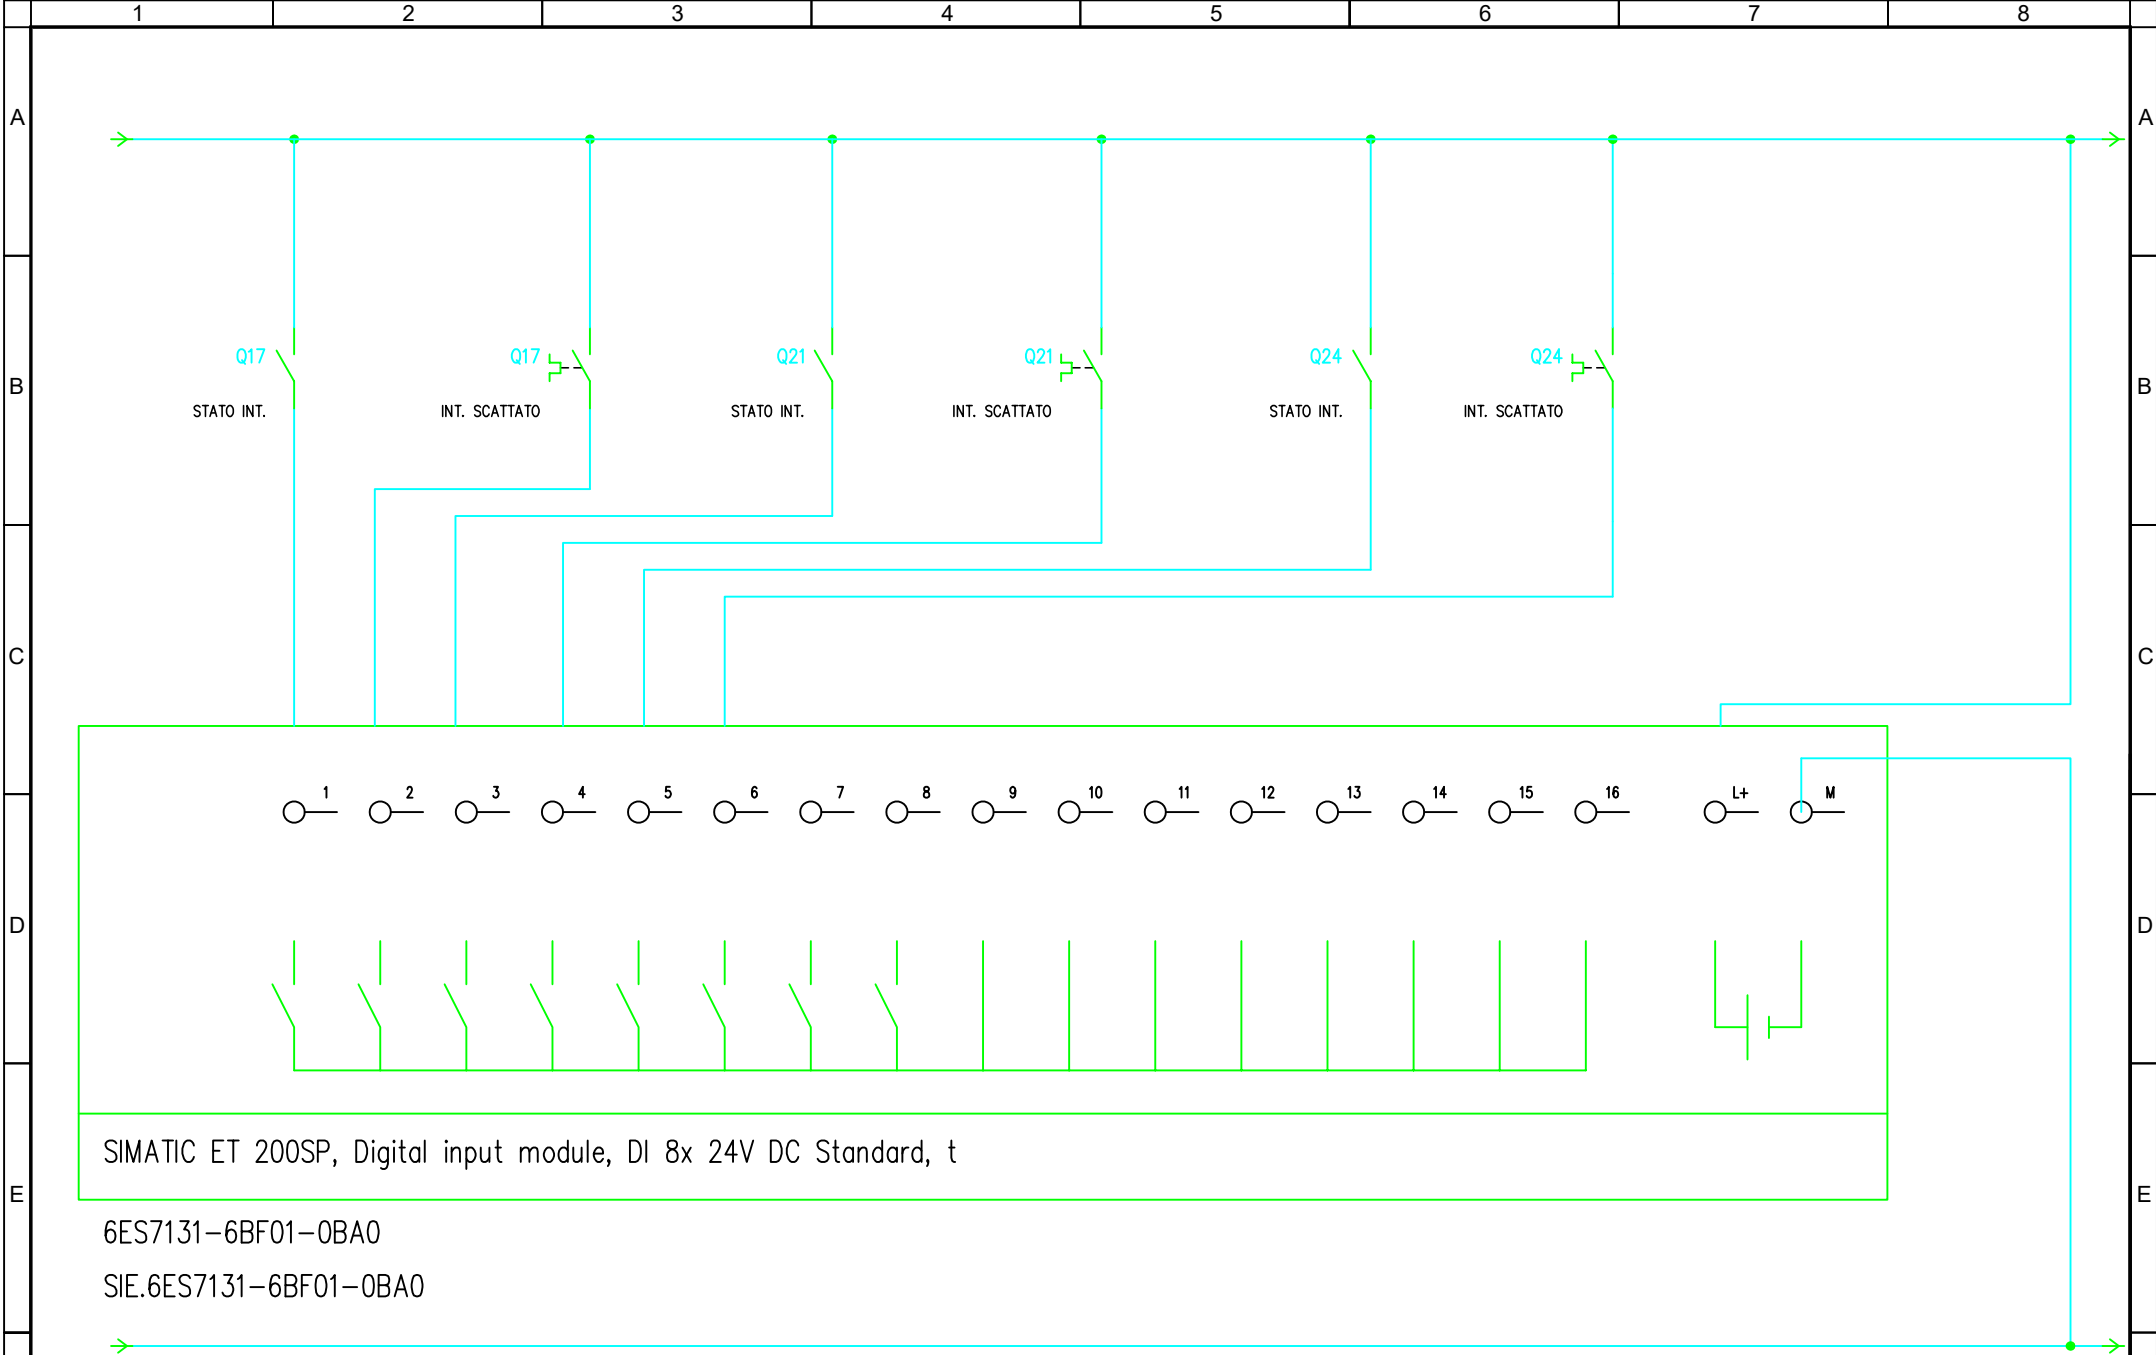 1 2 3 4 5 6 7 8
A A
Q17 Q17 Q21 Q21 Q24 Q24
B B
STATO INT. INT. SCATTATO STATO INT. INT. SCATTATO STATO INT. INT. SCATTATO
C C
1 2 3 4 5 6 7 8 9 10 11 12 13 14 15 16 L+ M
D D
SIMATIC ET 200SP, Digital input module, DI 8x 24V DC Standard, t
E E
6ES7131-6BF01-0BA0
SIE.6ES7131-6BF01-0BA0